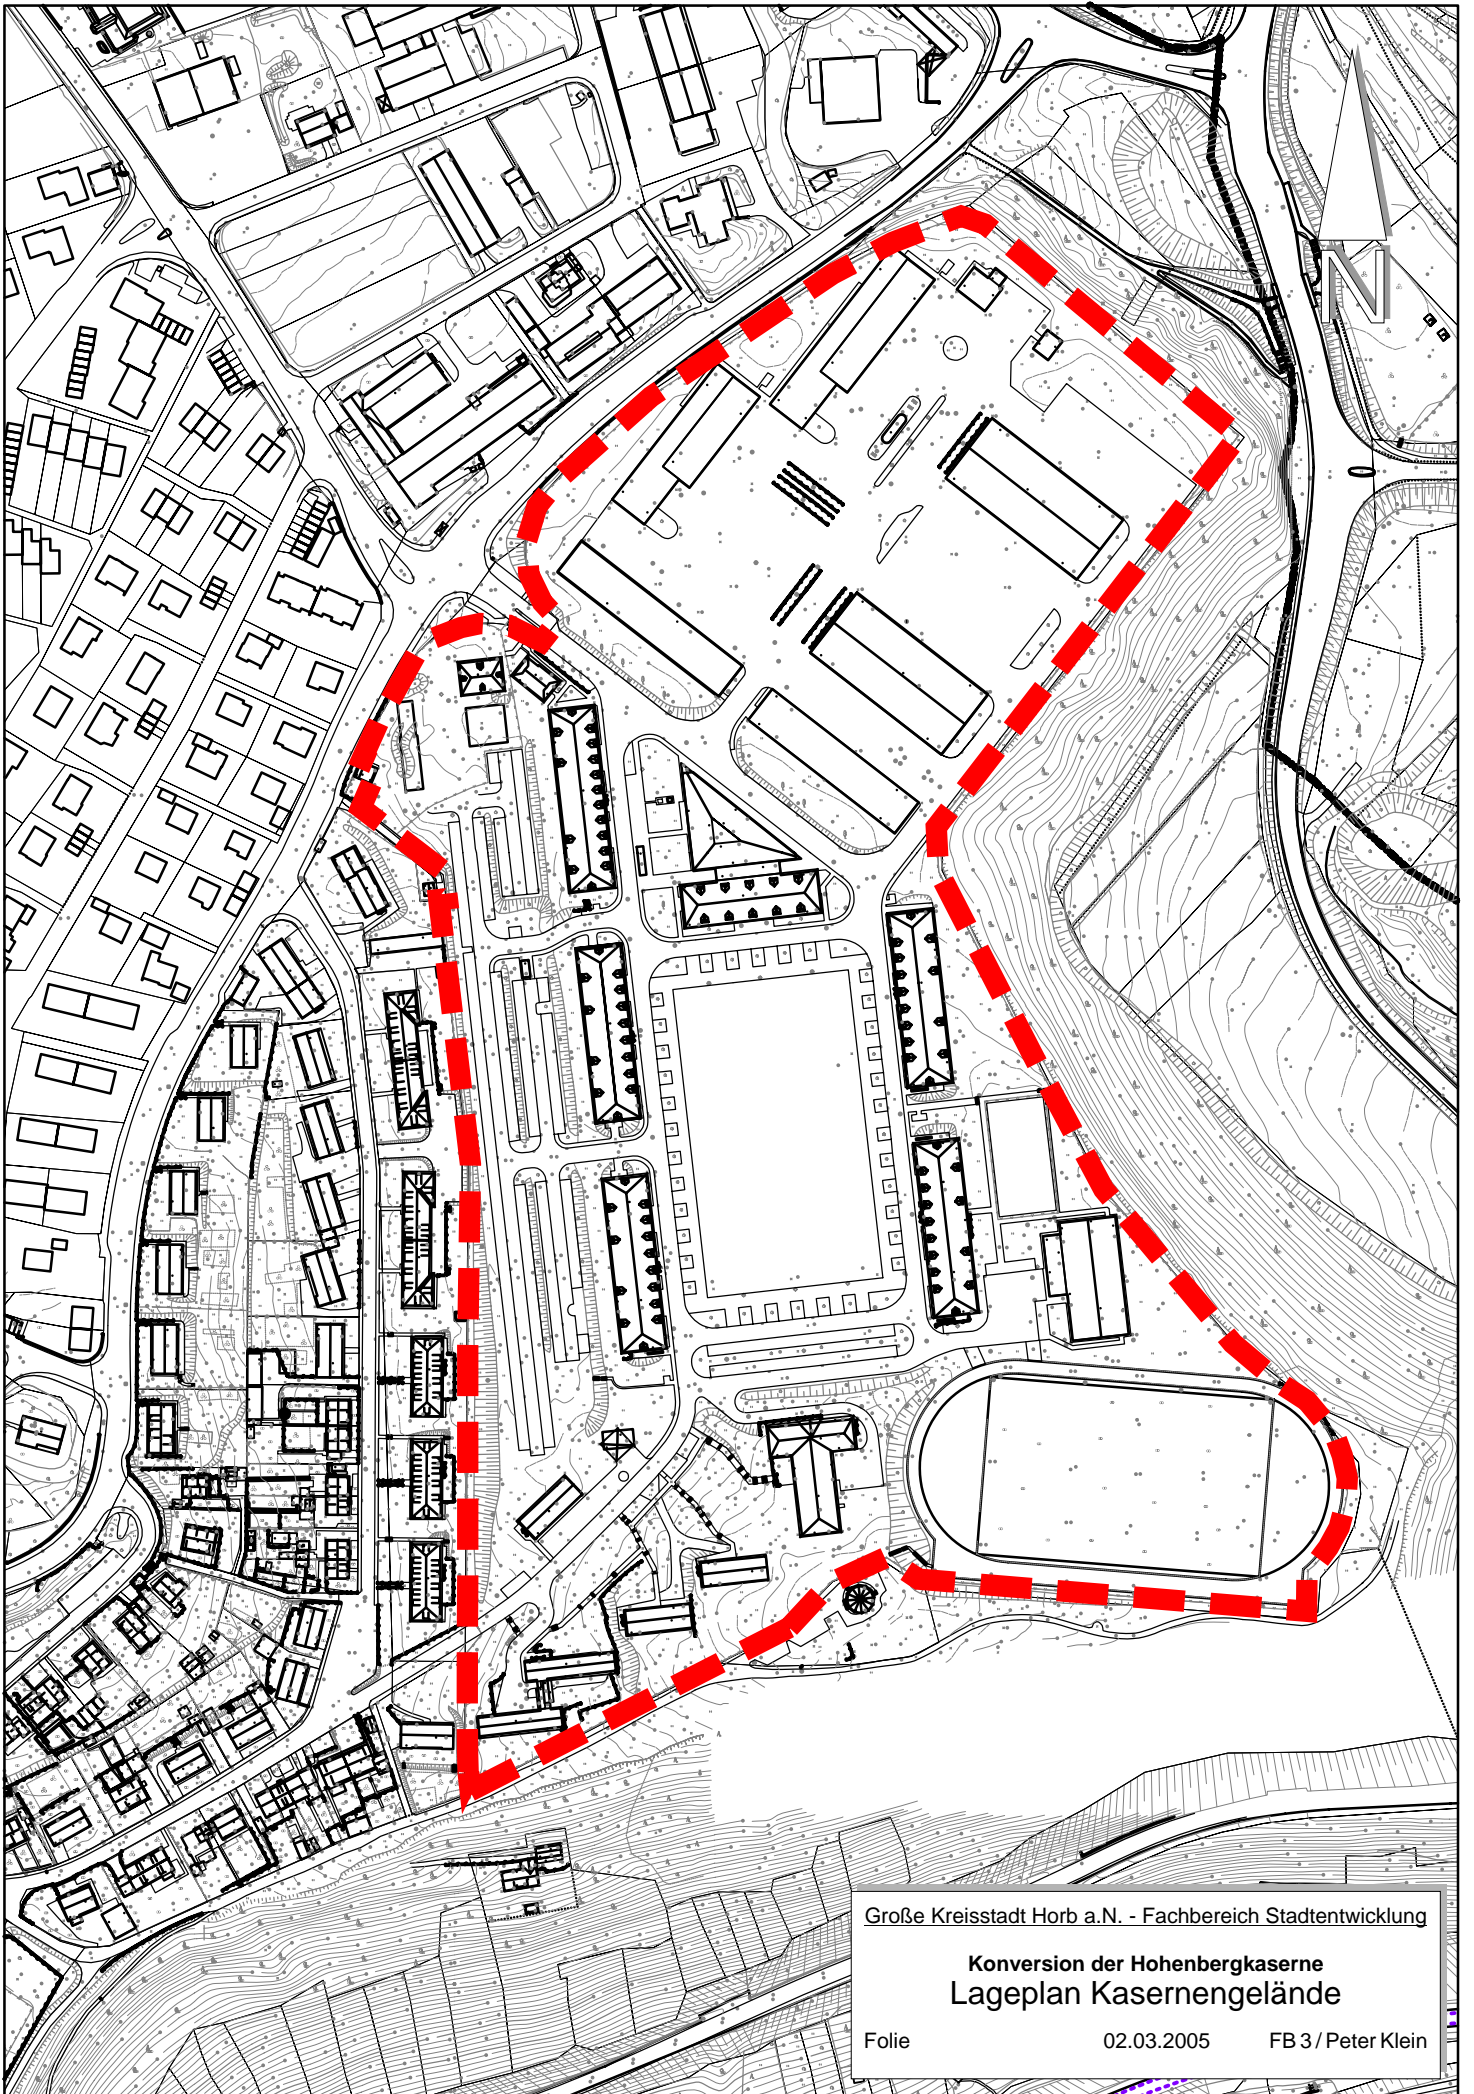 N
Große Kreisstadt Horb a.N. - Fachbereich Stadtentwicklung
Konversion der Hohenbergkaserne
Lageplan Kasernengelände
Folie 02.03.2005 FB 3 / Peter Klein